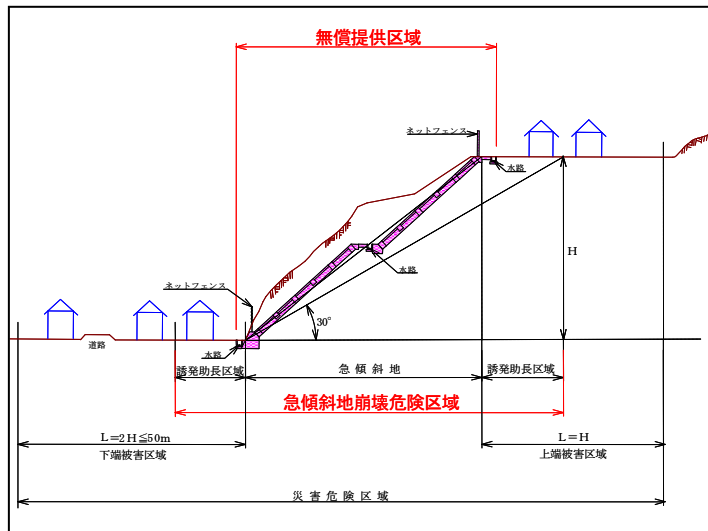 無償提供区域
ネットフェンス
水路
H
水路
ネットフェンス
30°
道路
水路
誘発助長区域
急傾斜地
誘発助長区域
急傾斜地崩壊危険区域
L=2H≦50m
下端被害区域
L=H
上端被害区域
災害危険区域